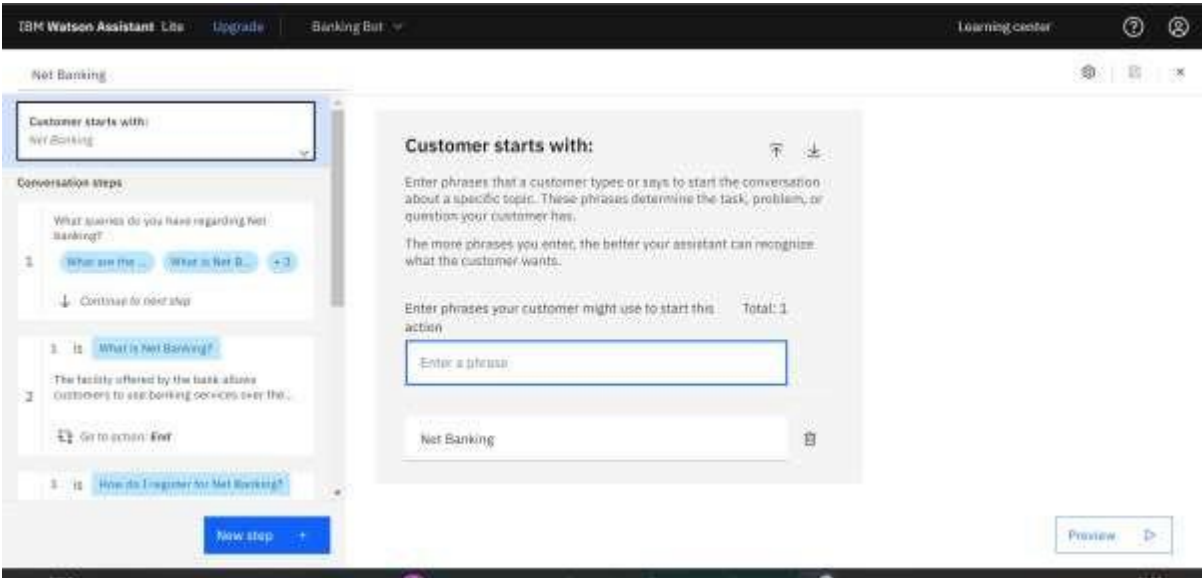 IBM Watson Assistant Lite Upgrade Banking Bot Learning center
Net Banking
Customer starts with:
Net Banking
Conversation steps
What queries do you have regarding Net
Banking?
1
What are the ... What is Net B... + 3
Continue to next step
1 is What is Net Banking?
The facility offered by the bank allows
2
customers to use banking services over the...
Go to action: End
1 is How do I register for Net Banking?
New step +
Customer starts with:
Enter phrases that a customer types or says to start the conversation
about a specific topic. These phrases determine the task, problem, or
question your customer has.
The more phrases you enter, the better your assistant can recognize
what the customer wants.
Enter phrases your customer might use to start this Total: 1
action
Enter a phrase
Net Banking
Preview